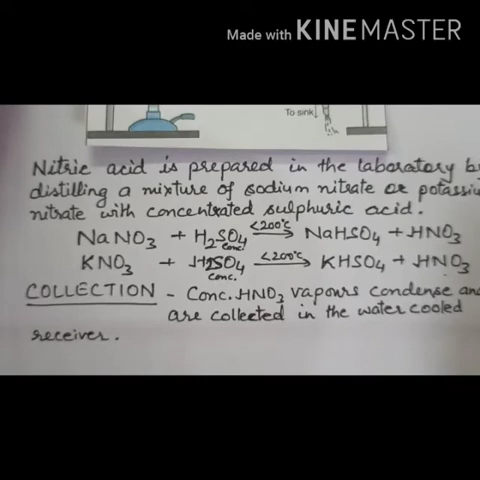 Made with KINEMASTER
To sink
Nitric acid is prepared in the laboratory by
distilling a mixture of sodium nitrate or potassiu
nitrate with concentrated sulphuric acid.
NaNO3 + H2SO4 conc. <200°C → NaHSO4 + HNO3
KNO3 + H2SO4 conc. <200°C → KHSO4 + HNO3
COLLECTION - Conc. HNO3 vapours condense and
are collected in the water cooled
receiver.